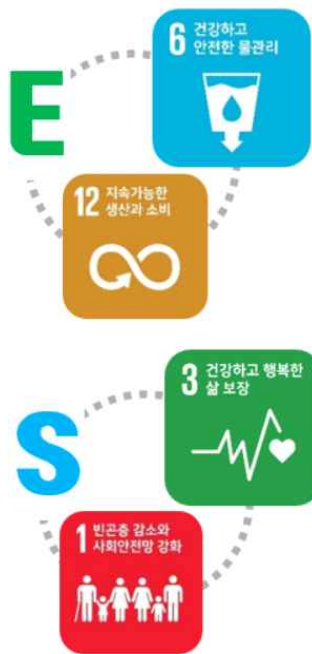 E
6 건강하고
안전한 물관리
12 지속가능한
생산과 소비
S
3 건강하고 행복한
삶 보장
1 빈곤층 감소와
사회안전망 강화